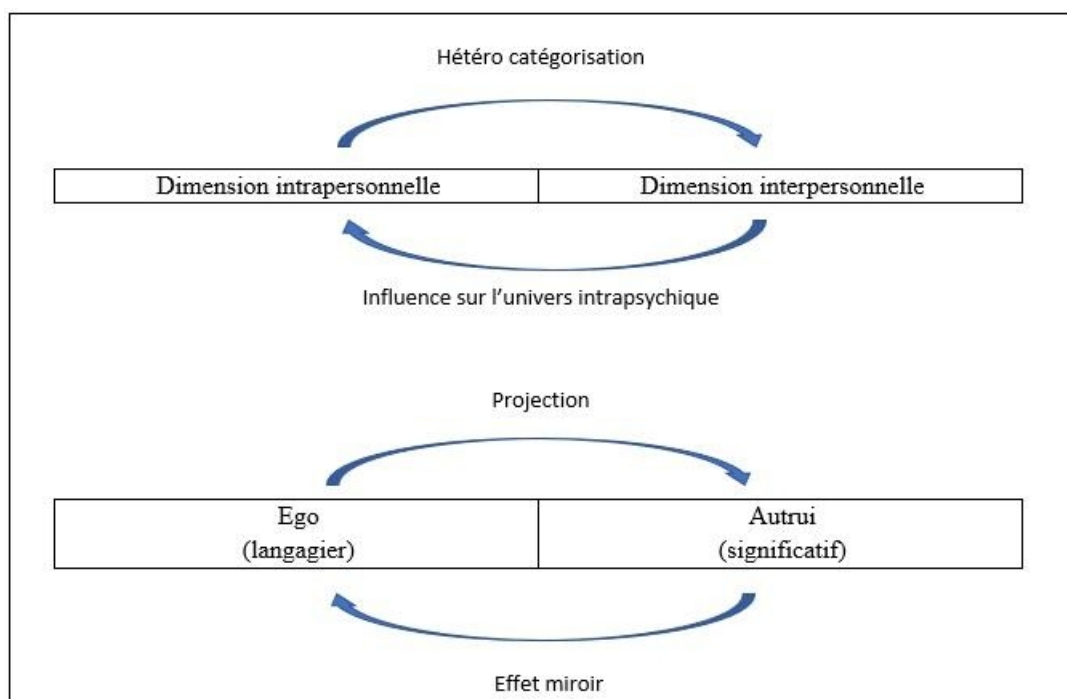 Hétéro catégorisation
Dimension intrapersonnelle
Dimension interpersonnelle
Influence sur l’univers intrapsychique
Projection
Ego
(langagier)
Autrui
(significatif)
Effet miroir